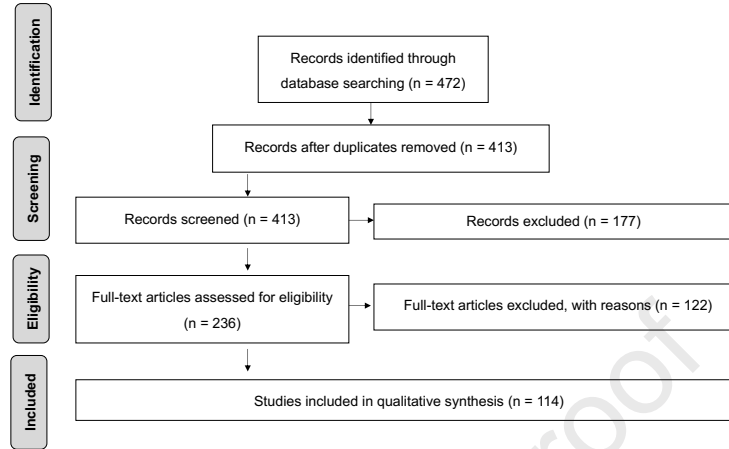 Identification
Records identified through
database searching (n = 472)
Records after duplicates removed (n = 413)
Screening
Records screened (n = 413)
Records excluded (n = 177)
Eligibility
Full-text articles assessed for eligibility
(n = 236)
Full-text articles excluded, with reasons (n = 122)
Included
Studies included in qualitative synthesis (n = 114)
roof